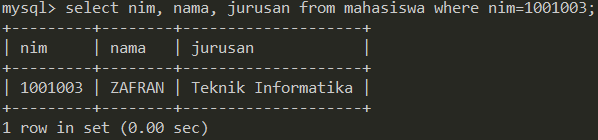 mysql> select nim, nama, jurusan from mahasiswa where nim=1001003;
+---------+--------+--------------------+
| nim     | nama   | jurusan            |
+---------+--------+--------------------+
| 1001003 | ZAFRAN | Teknik Informatika |
+---------+--------+--------------------+
1 row in set (0.00 sec)